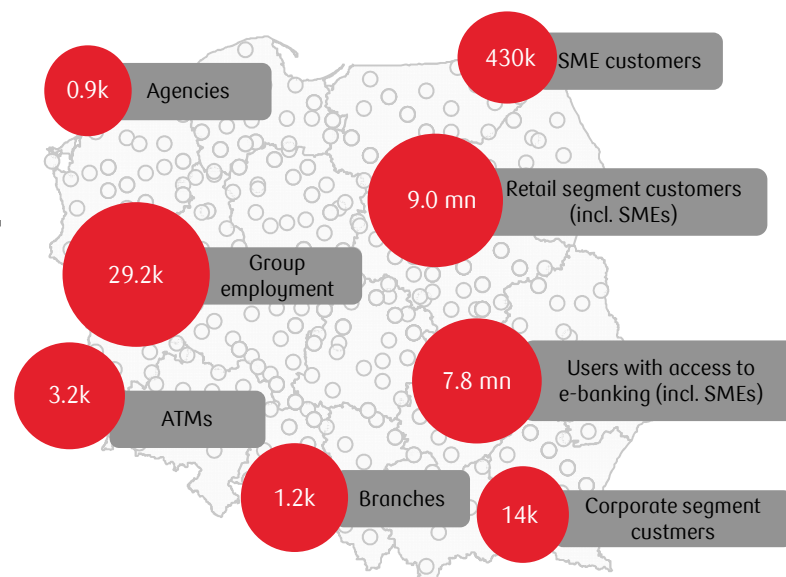 430k
SME customers
0.9k
Agencies
9.0 mn
Retail segment customers
(incl. SMEs)
29.2k
Group
employment
7.8 mn
Users with access to
e-banking (incl. SMEs)
3.2k
ATMs
1.2k
Branches
14k
Corporate segment
custmers